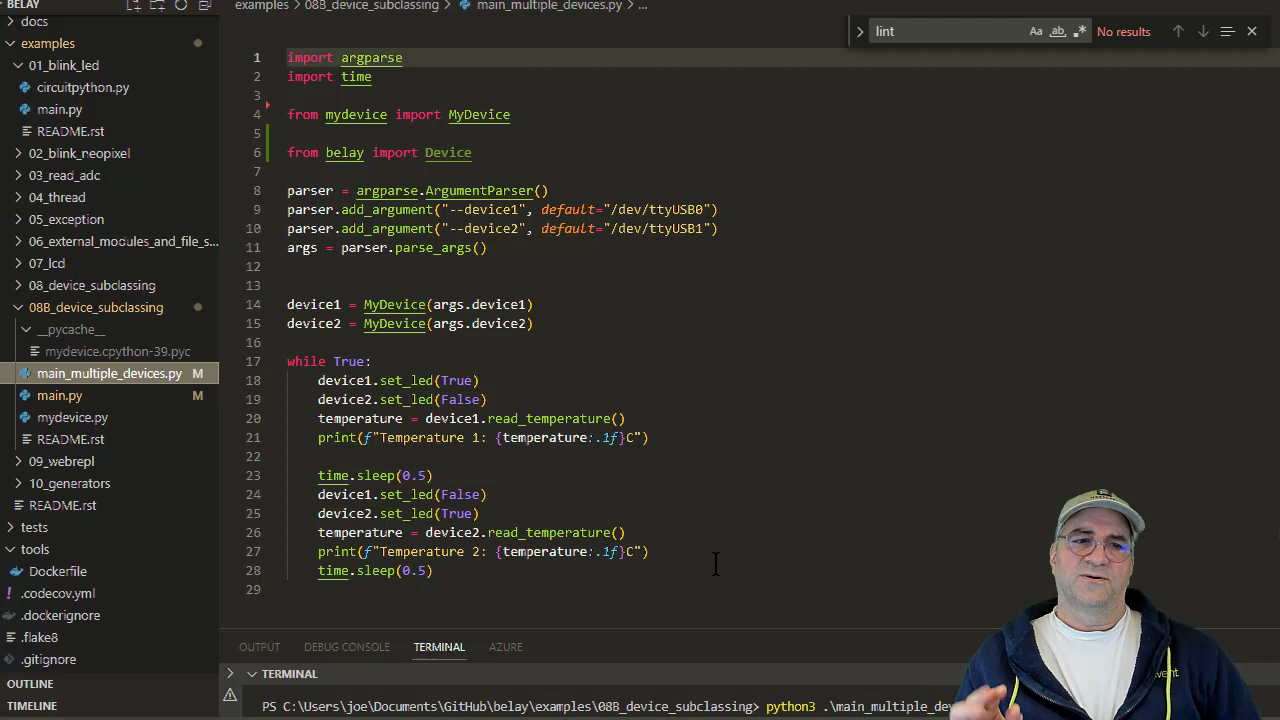 BELAY
docs
examples
01_blink_led
circuitpython.py
main.py
README.rst
02_blink_neopixel
03_read_adc
04_thread
05_exception
06_external_modules_and_file_s...
07_lcd
08_device_subclassing
08B_device_subclassing
__pycache__
mydevice.cpython-39.pyc
main_multiple_devices.py M
main.py M
mydevice.py
README.rst
09_webrepl
10_generators
README.rst
tests
tools
Dockerfile
.codecov.yml
.dockerignore
.flake8
.gitignore
OUTLINE
TIMELINE
examples > 08B_device_subclassing > main_multiple_devices.py > ...
lint Aa ab .* No results
1 import argparse
2 import time
3
4 from mydevice import MyDevice
5
6 from belay import Device
7
8 parser = argparse.ArgumentParser()
9 parser.add_argument("--device1", default="/dev/ttyUSB0")
10 parser.add_argument("--device2", default="/dev/ttyUSB1")
11 args = parser.parse_args()
12
13
14 device1 = MyDevice(args.device1)
15 device2 = MyDevice(args.device2)
16
17 while True:
18 device1.set_led(True)
19 device2.set_led(False)
20 temperature = device1.read_temperature()
21 print(f"Temperature 1: {temperature:.1f}C")
22
23 time.sleep(0.5)
24 device1.set_led(False)
25 device2.set_led(True)
26 temperature = device2.read_temperature()
27 print(f"Temperature 2: {temperature:.1f}C")
28 time.sleep(0.5)
29
OUTPUT DEBUG CONSOLE TERMINAL AZURE
TERMINAL
PS C:\Users\joe\Documents\GitHub\belay\examples\08B_device_subclassing> python3 .\main_multiple_dev